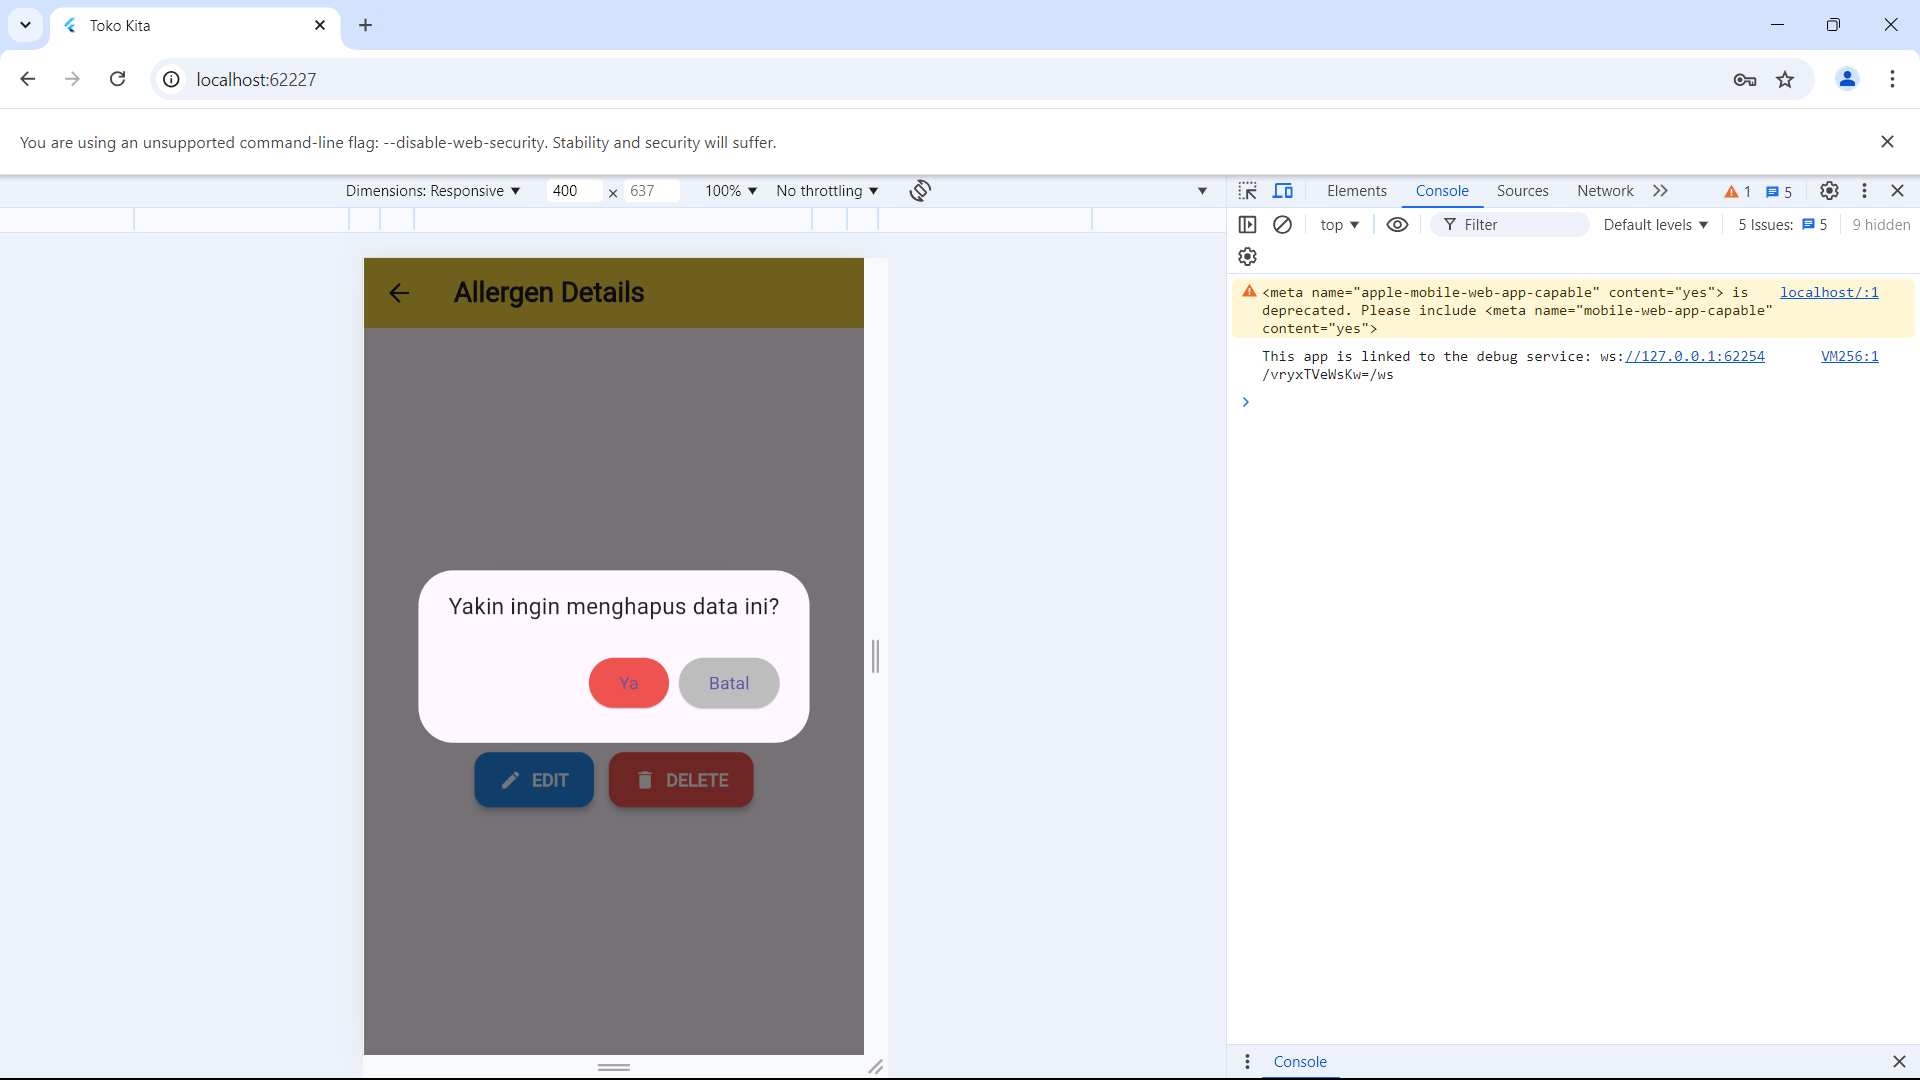 Toko Kita
localhost:62227
You are using an unsupported command-line flag: --disable-web-security. Stability and security will suffer.
Dimensions: Responsive 400 × 637 100% No throttling
Elements Console Sources Network 1 5
top Filter Default levels 5 Issues: 5 9 hidden
<meta name="apple-mobile-web-app-capable" content="yes"> is localhost/:1
deprecated. Please include <meta name="mobile-web-app-capable"
content="yes">
This app is linked to the debug service: ws://127.0.0.1:62254 VM256:1
/vryxTVeWsKw=/ws
Allergen Details
Yakin ingin menghapus data ini?
Ya Batal
EDIT DELETE
Console